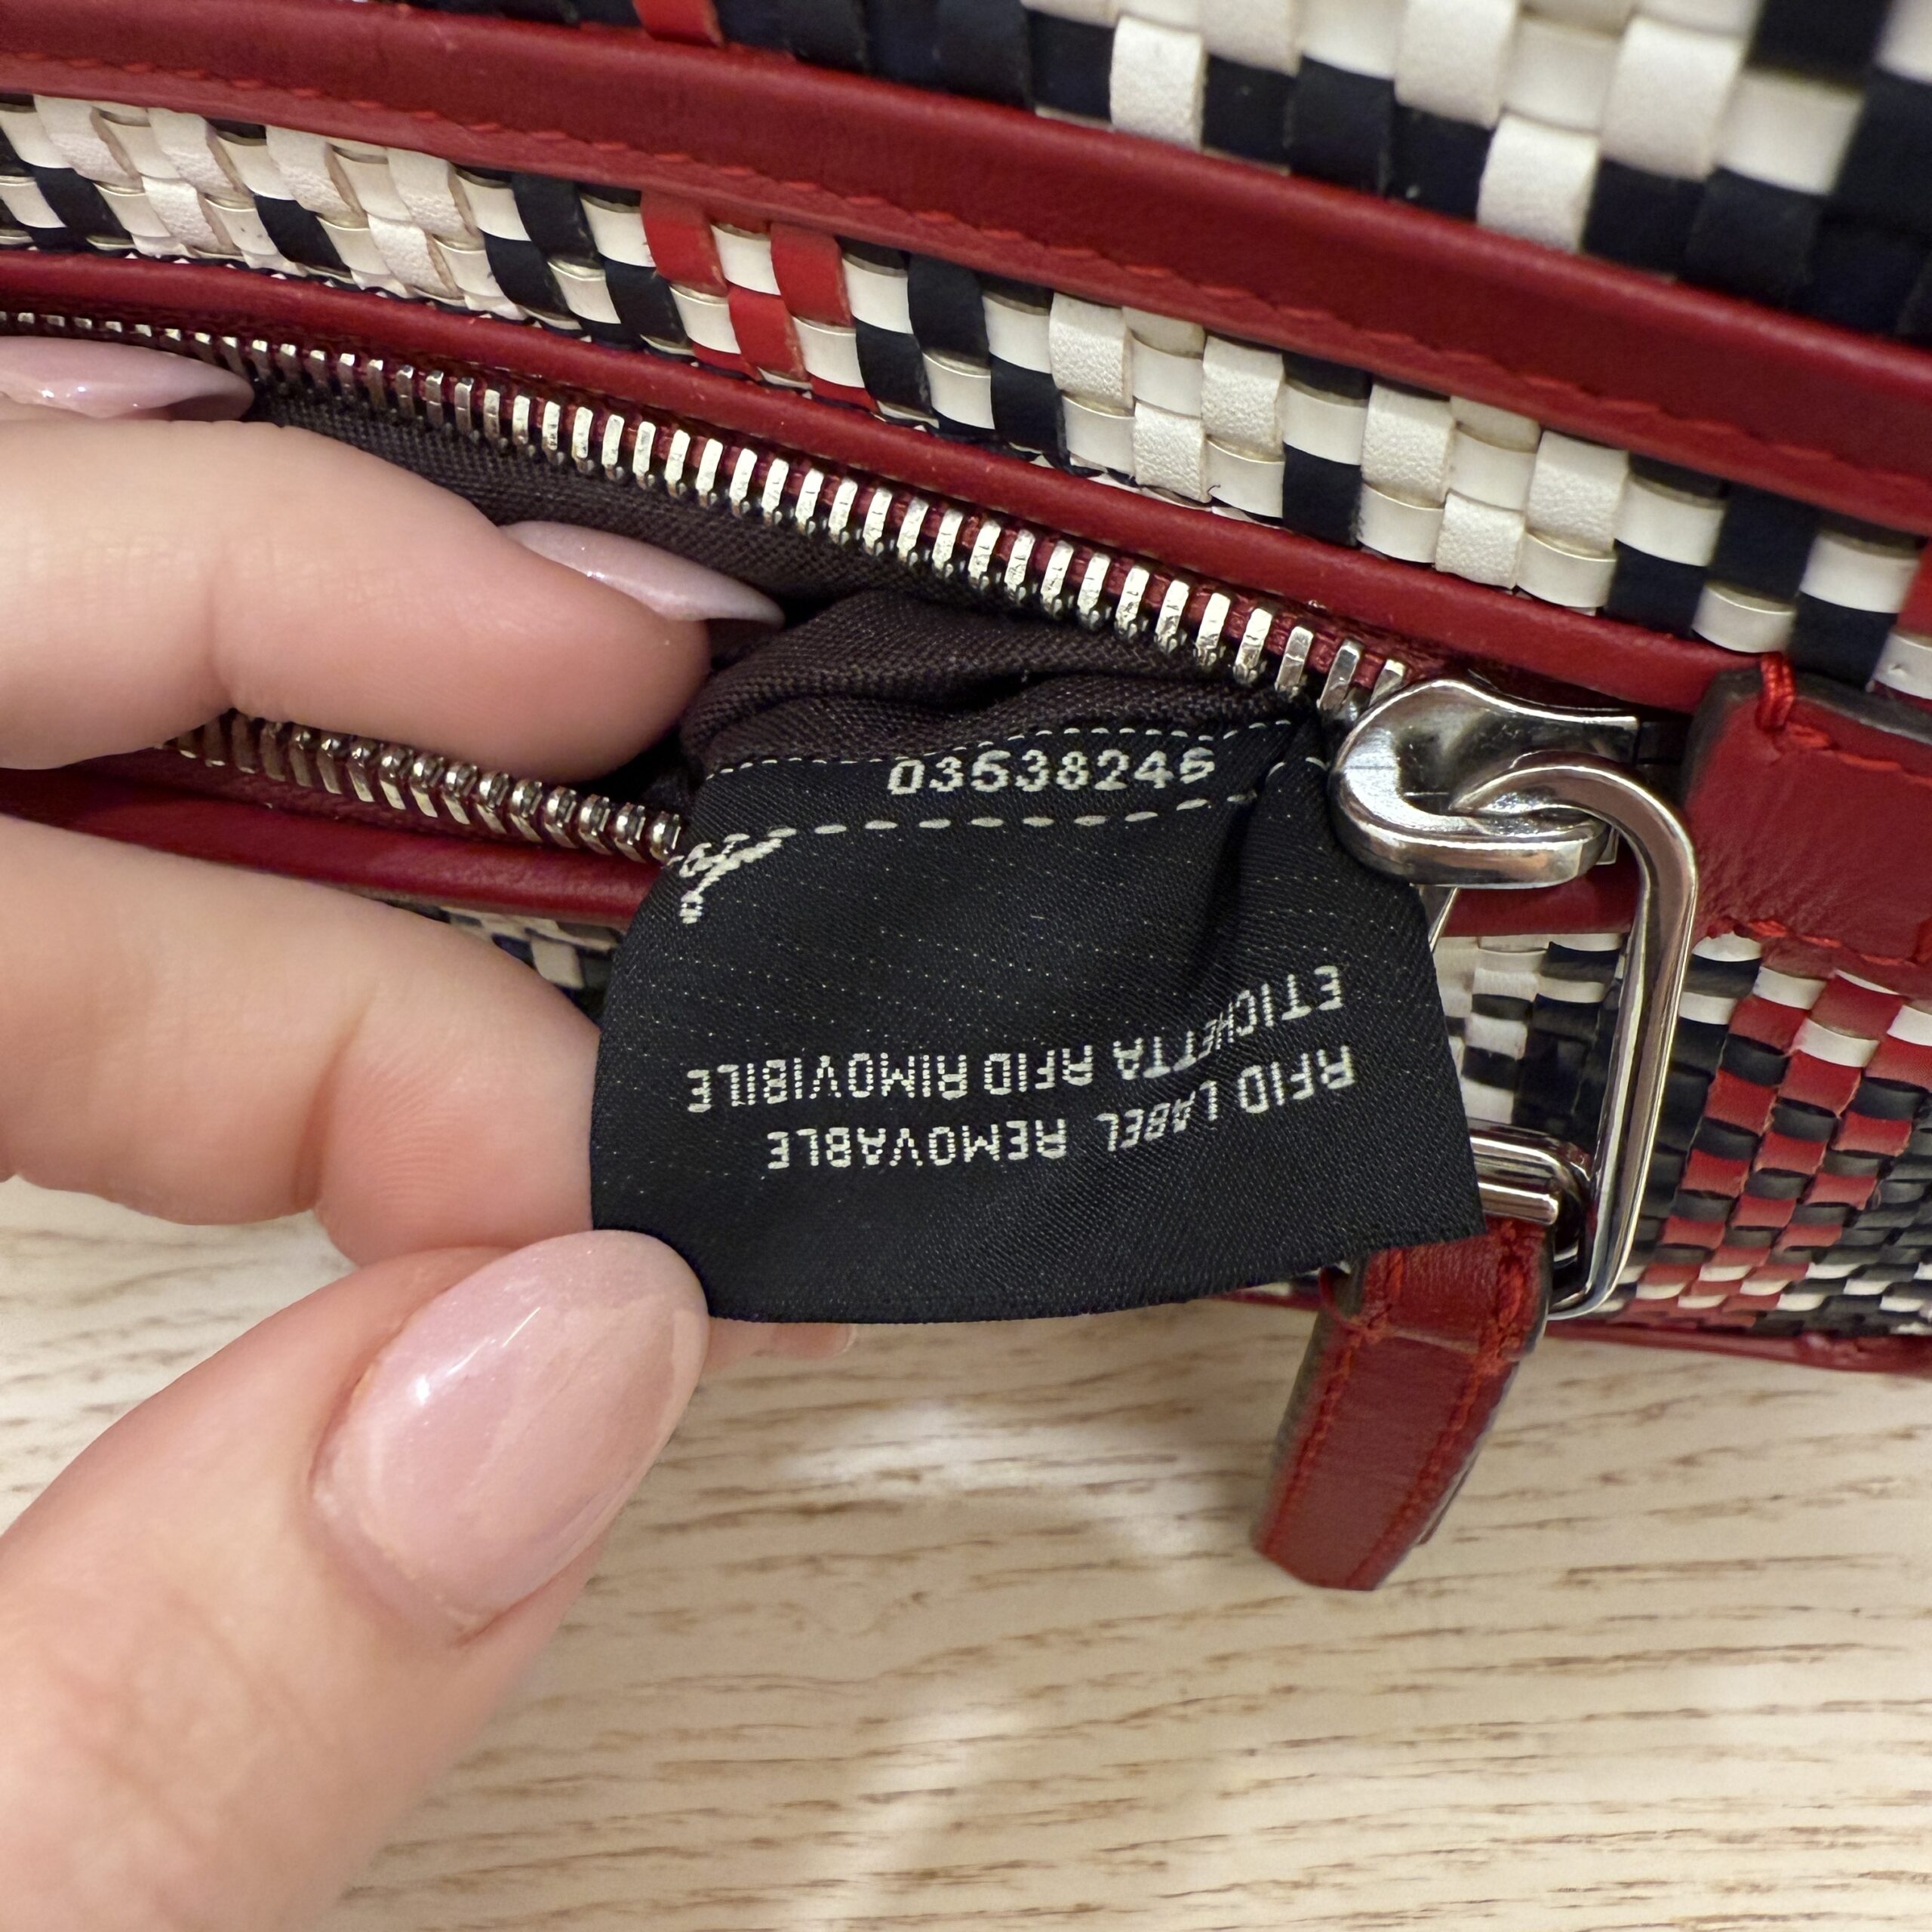 03538246
ETICHETTA RFID RIMOVIBILE
RFID LABEL REMOVABLE